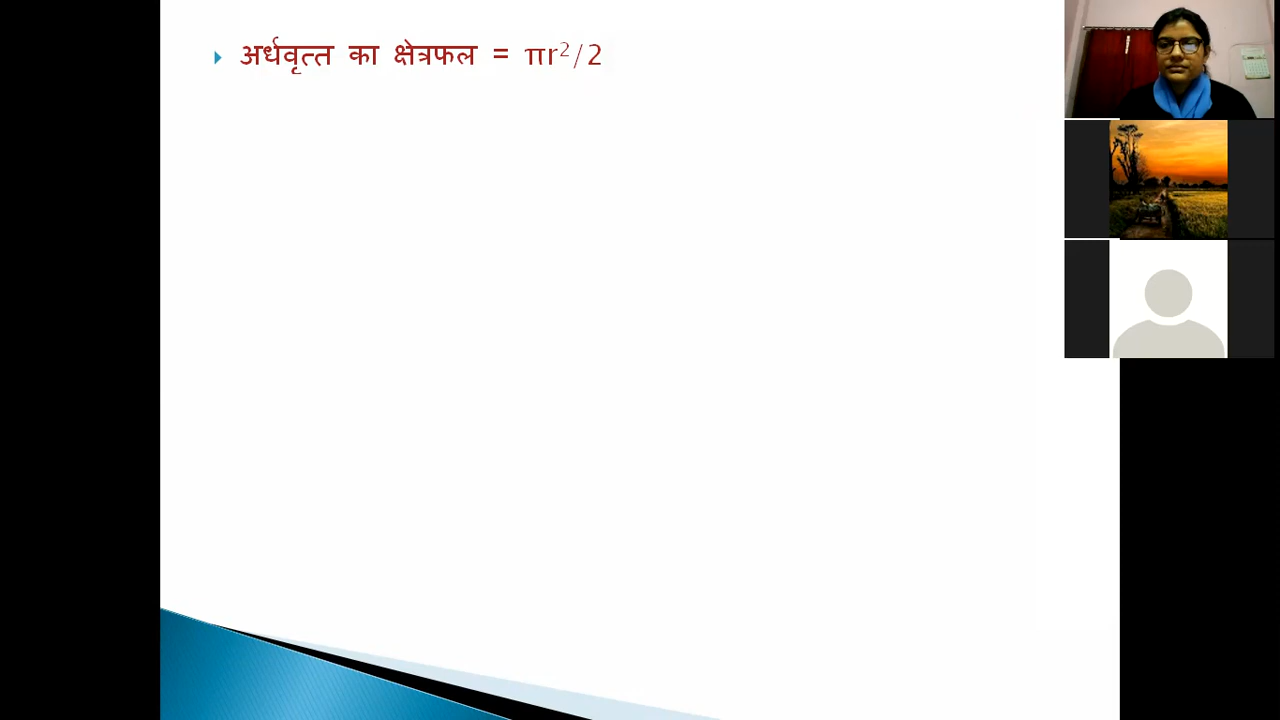 अर्धवृत्त का क्षेत्रफल = πr²/2